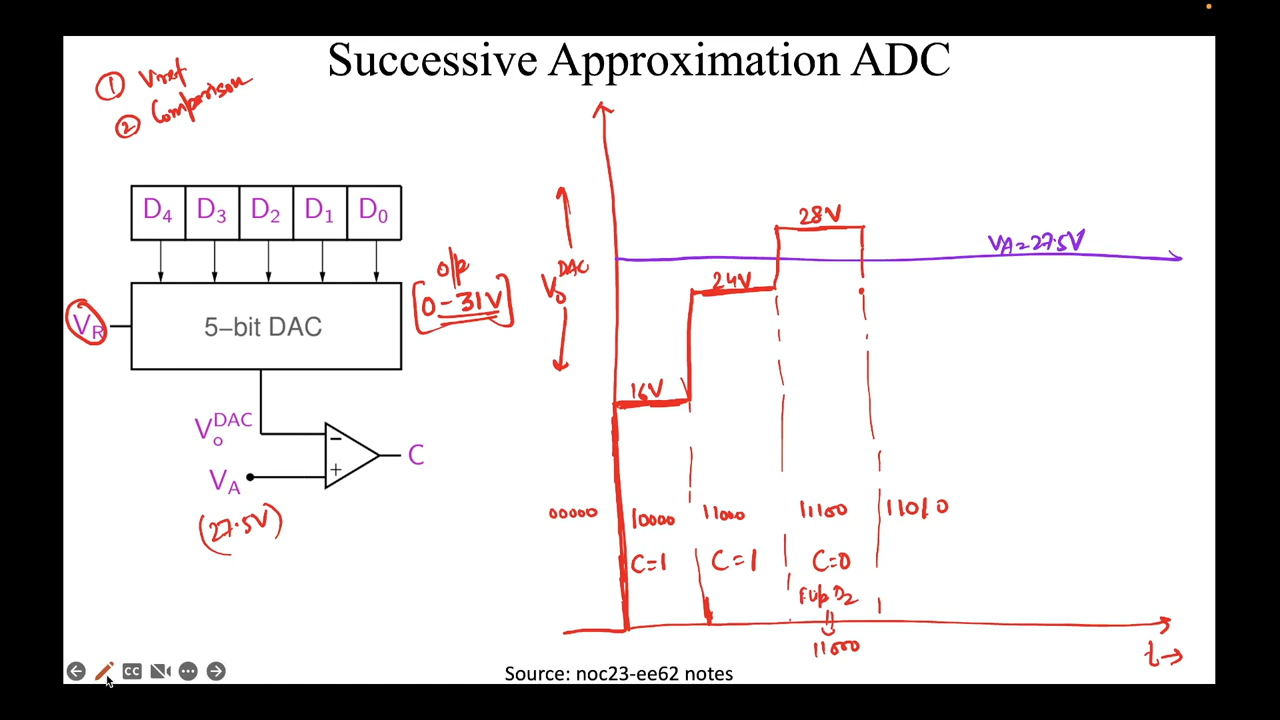 Successive Approximation ADC
① Vref
② Comparison
D4 D3 D2 D1 D0
VR
5-bit DAC
o/p
[0-31V]
VoDAC
VA
(27.5V)
C
VoDAC
28V
VA=27.5V
24V
16V
00000 10000 11000 11100 11010
C=1 C=1 C=0
Flip D2
11000
t→
Source: noc23-ee62 notes